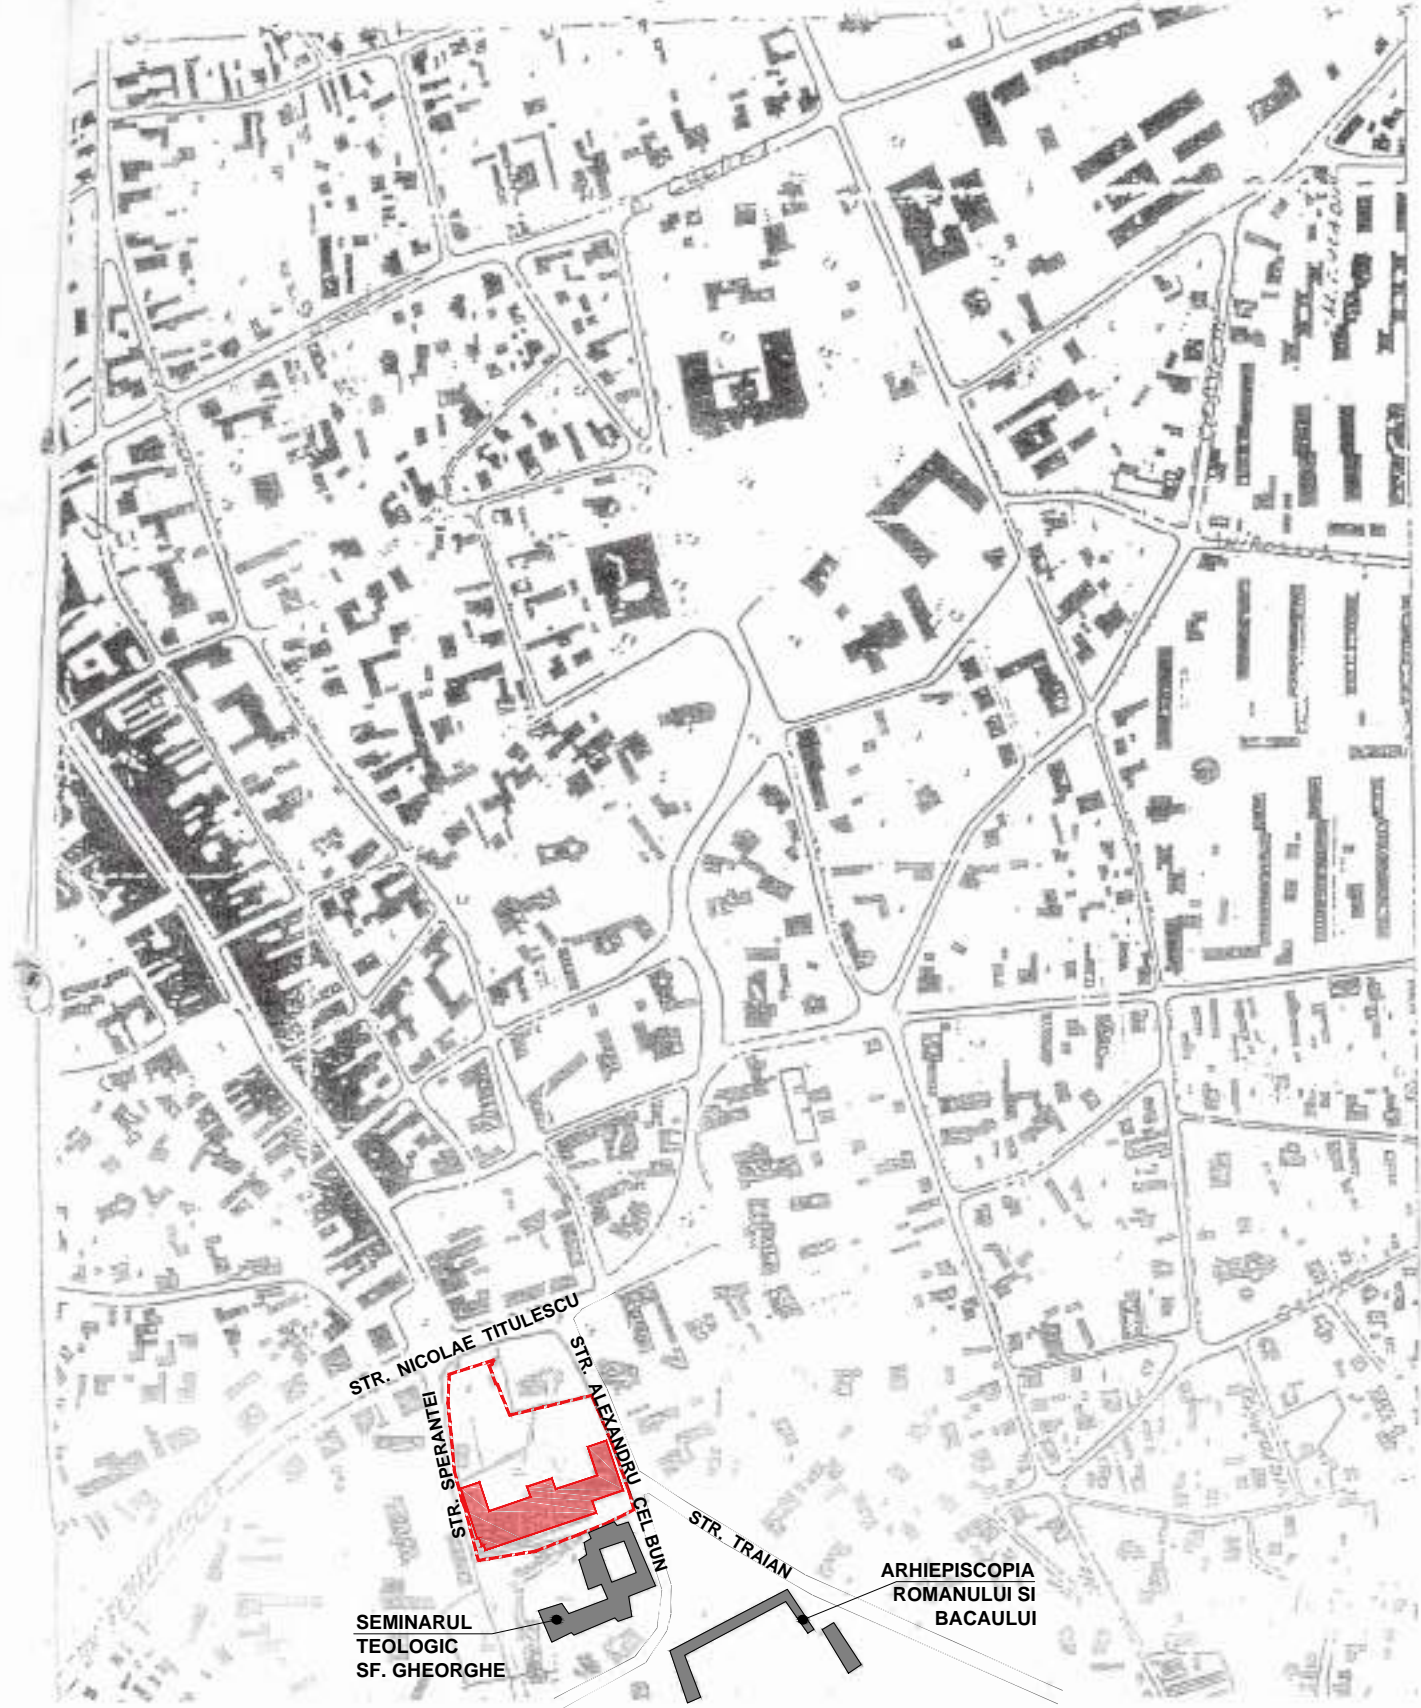 STR. NICOLAE TITULESCU
STR. SPERANTEI
STR. ALEXANDRU CEL BUN
STR. TRAIAN
ARHIEPISCOPIA
ROMANULUI SI
BACAULUI
SEMINARUL
TEOLOGIC
SF. GHEORGHE